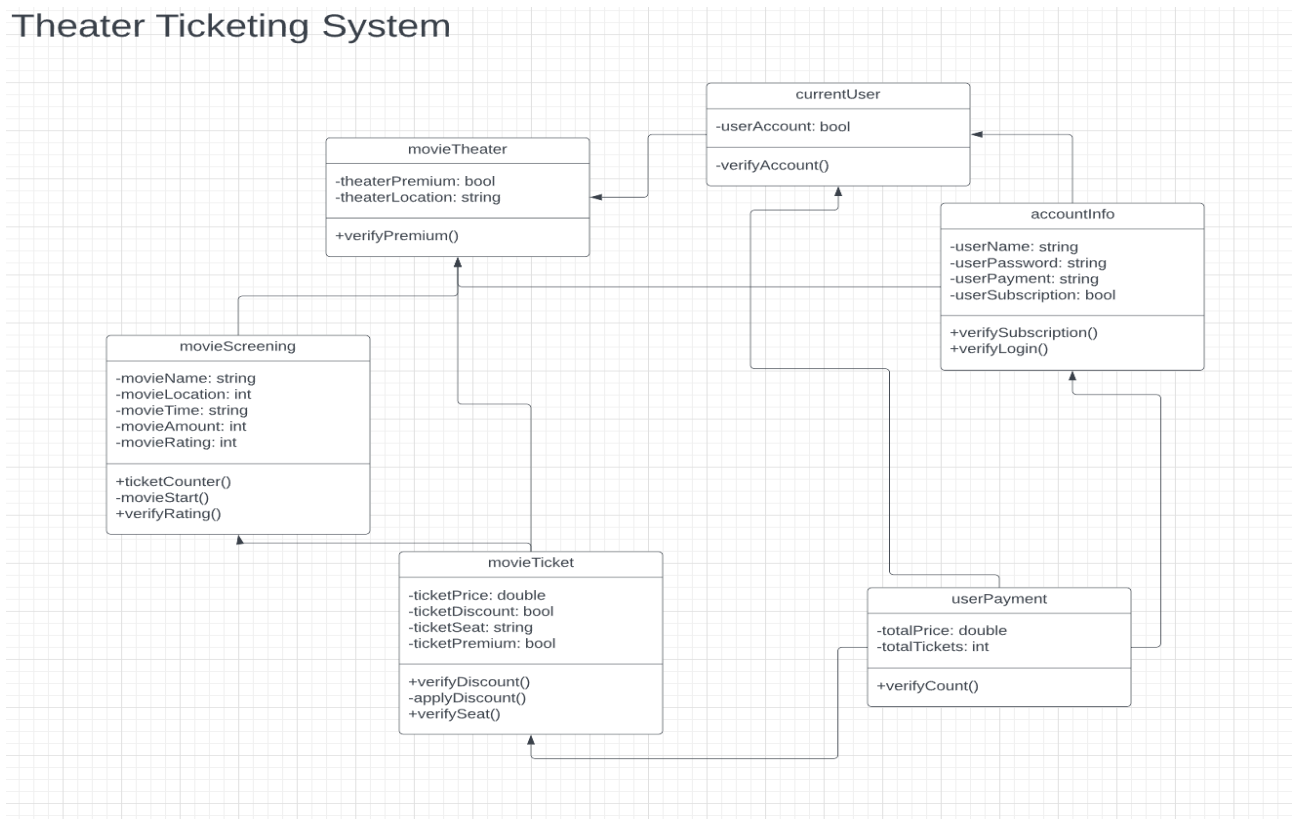 Theater Ticketing System
currentUser
-userAccount: bool
-verifyAccount()
movieTheater
-theaterPremium: bool
-theaterLocation: string
+verifyPremium()
accountInfo
-userName: string
-userPassword: string
-userPayment: string
-userSubscription: bool
+verifySubscription()
+verifyLogin()
movieScreening
-movieName: string
-movieLocation: int
-movieTime: string
-movieAmount: int
-movieRating: int
+ticketCounter()
-movieStart()
+verifyRating()
movieTicket
-ticketPrice: double
-ticketDiscount: bool
-ticketSeat: string
-ticketPremium: bool
+verifyDiscount()
-applyDiscount()
+verifySeat()
userPayment
-totalPrice: double
-totalTickets: int
+verifyCount()